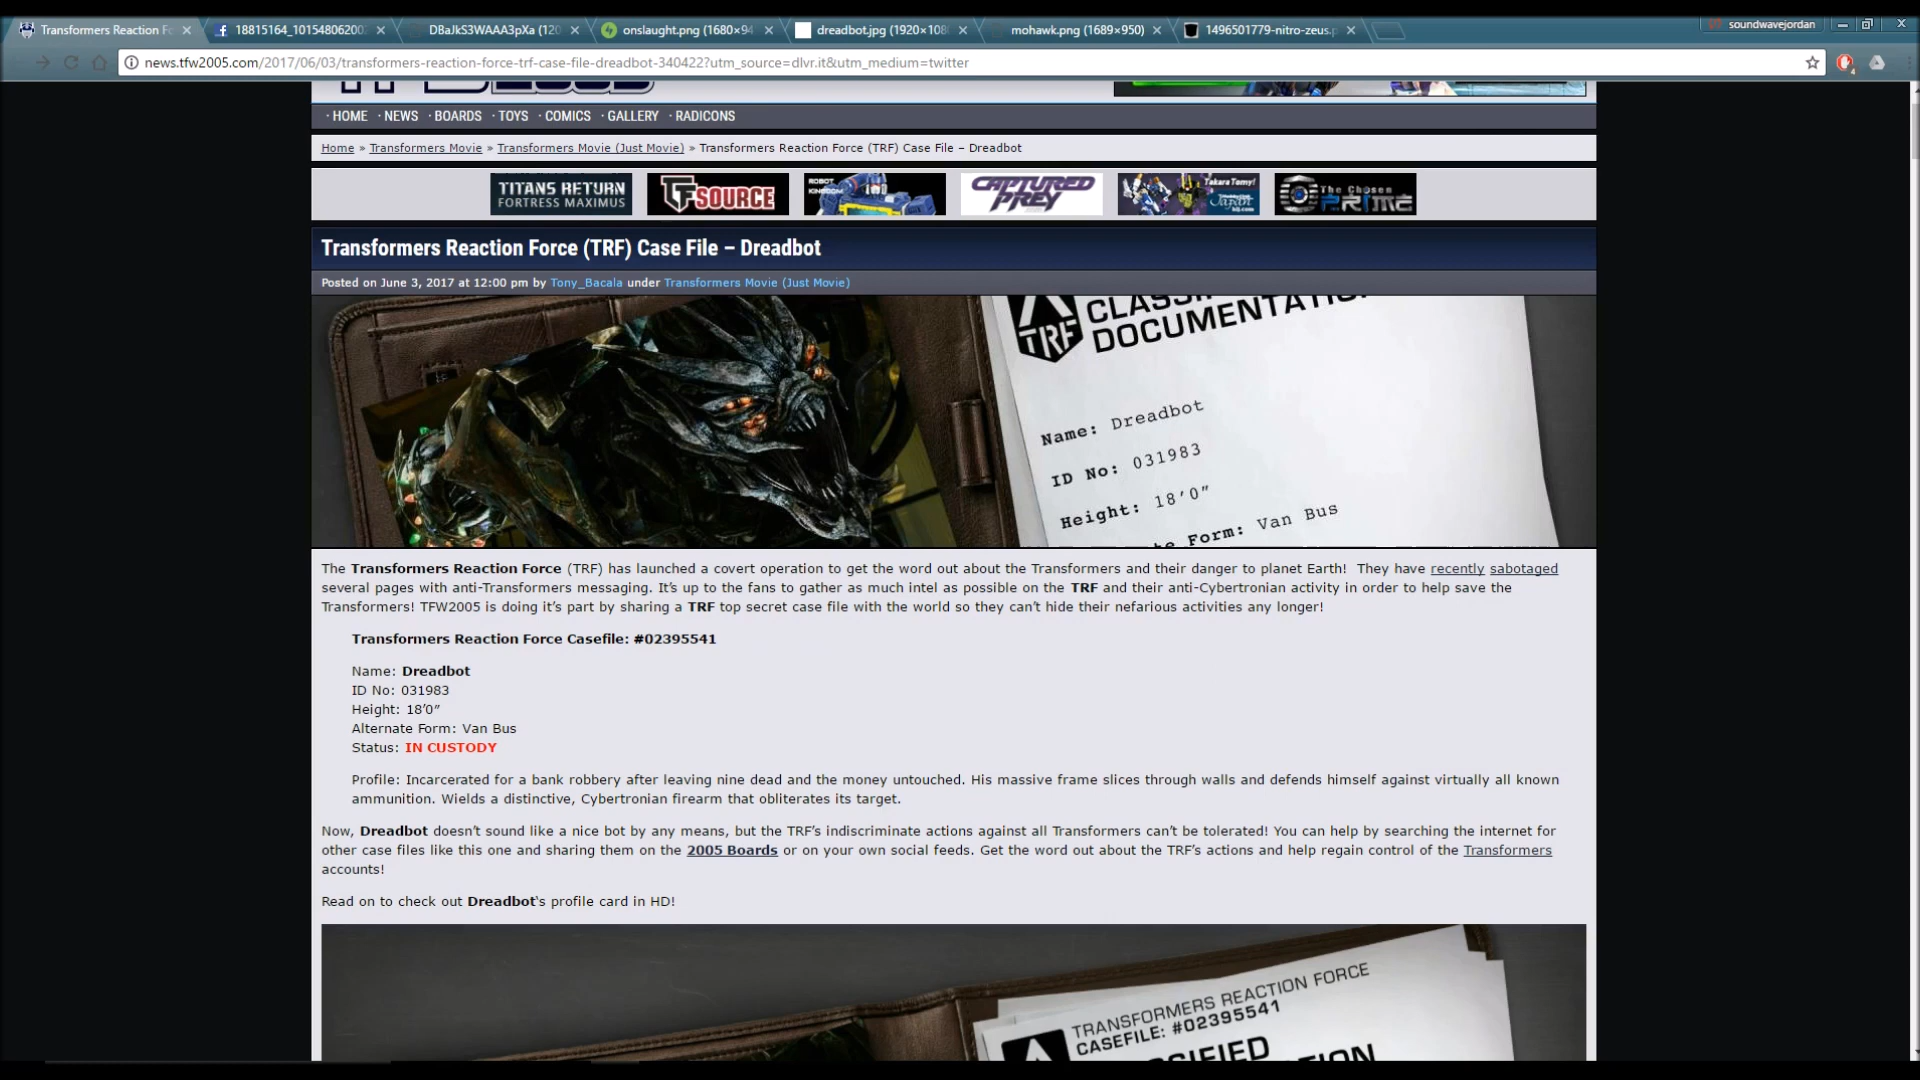 Transformers Reaction Fo
18815164_1015480620
DBaJkS3WAAA3pXa (120
onslaught.png (1680×94
dreadbot.jpg (1920×108
mohawk.png (1689×950)
1496501779-nitro-zeus.p
soundwavejordan
news.tfw2005.com/2017/06/03/transformers-reaction-force-trf-case-file-dreadbot-340422?utm_source=dlvr.it&utm_medium=twitter
· HOME · NEWS · BOARDS · TOYS · COMICS · GALLERY · RADICONS
Home » Transformers Movie » Transformers Movie (Just Movie) » Transformers Reaction Force (TRF) Case File – Dreadbot
TITANS RETURN
FORTRESS MAXIMUS
TFSOURCE
ROBOT
KINGDOM
CAPTURED
PREY
Takara Tomy!
Japan
The Chosen
PRIME
Transformers Reaction Force (TRF) Case File – Dreadbot
Posted on June 3, 2017 at 12:00 pm by Tony_Bacala under Transformers Movie (Just Movie)
TRF
DOCUMENTATION
Name: Dreadbot
ID No: 031983
Height: 18'0"
Form: Van Bus
The Transformers Reaction Force (TRF) has launched a covert operation to get the word out about the Transformers and their danger to planet Earth! They have recently sabotaged
several pages with anti-Transformers messaging. It's up to the fans to gather as much intel as possible on the TRF and their anti-Cybertronian activity in order to help save the
Transformers! TFW2005 is doing it's part by sharing a TRF top secret case file with the world so they can't hide their nefarious activities any longer!
Transformers Reaction Force Casefile: #02395541
Name: Dreadbot
ID No: 031983
Height: 18'0"
Alternate Form: Van Bus
Status: IN CUSTODY
Profile: Incarcerated for a bank robbery after leaving nine dead and the money untouched. His massive frame slices through walls and defends himself against virtually all known
ammunition. Wields a distinctive, Cybertronian firearm that obliterates its target.
Now, Dreadbot doesn't sound like a nice bot by any means, but the TRF's indiscriminate actions against all Transformers can't be tolerated! You can help by searching the internet for
other case files like this one and sharing them on the 2005 Boards or on your own social feeds. Get the word out about the TRF's actions and help regain control of the Transformers
accounts!
Read on to check out Dreadbot's profile card in HD!
TRANSFORMERS REACTION FORCE
CASEFILE: #02395541